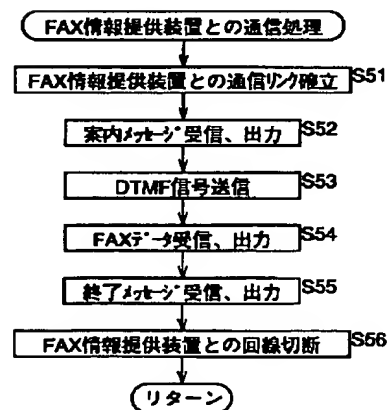 FAX情報提供装置との通信処理
FAX情報提供装置との通信リンク確立 S51
案内メッセージ受信、出力 S52
DTMF信号送信 S53
FAXデータ受信、出力 S54
終了メッセージ受信、出力 S55
FAX情報提供装置との回線切断 S56
リターン